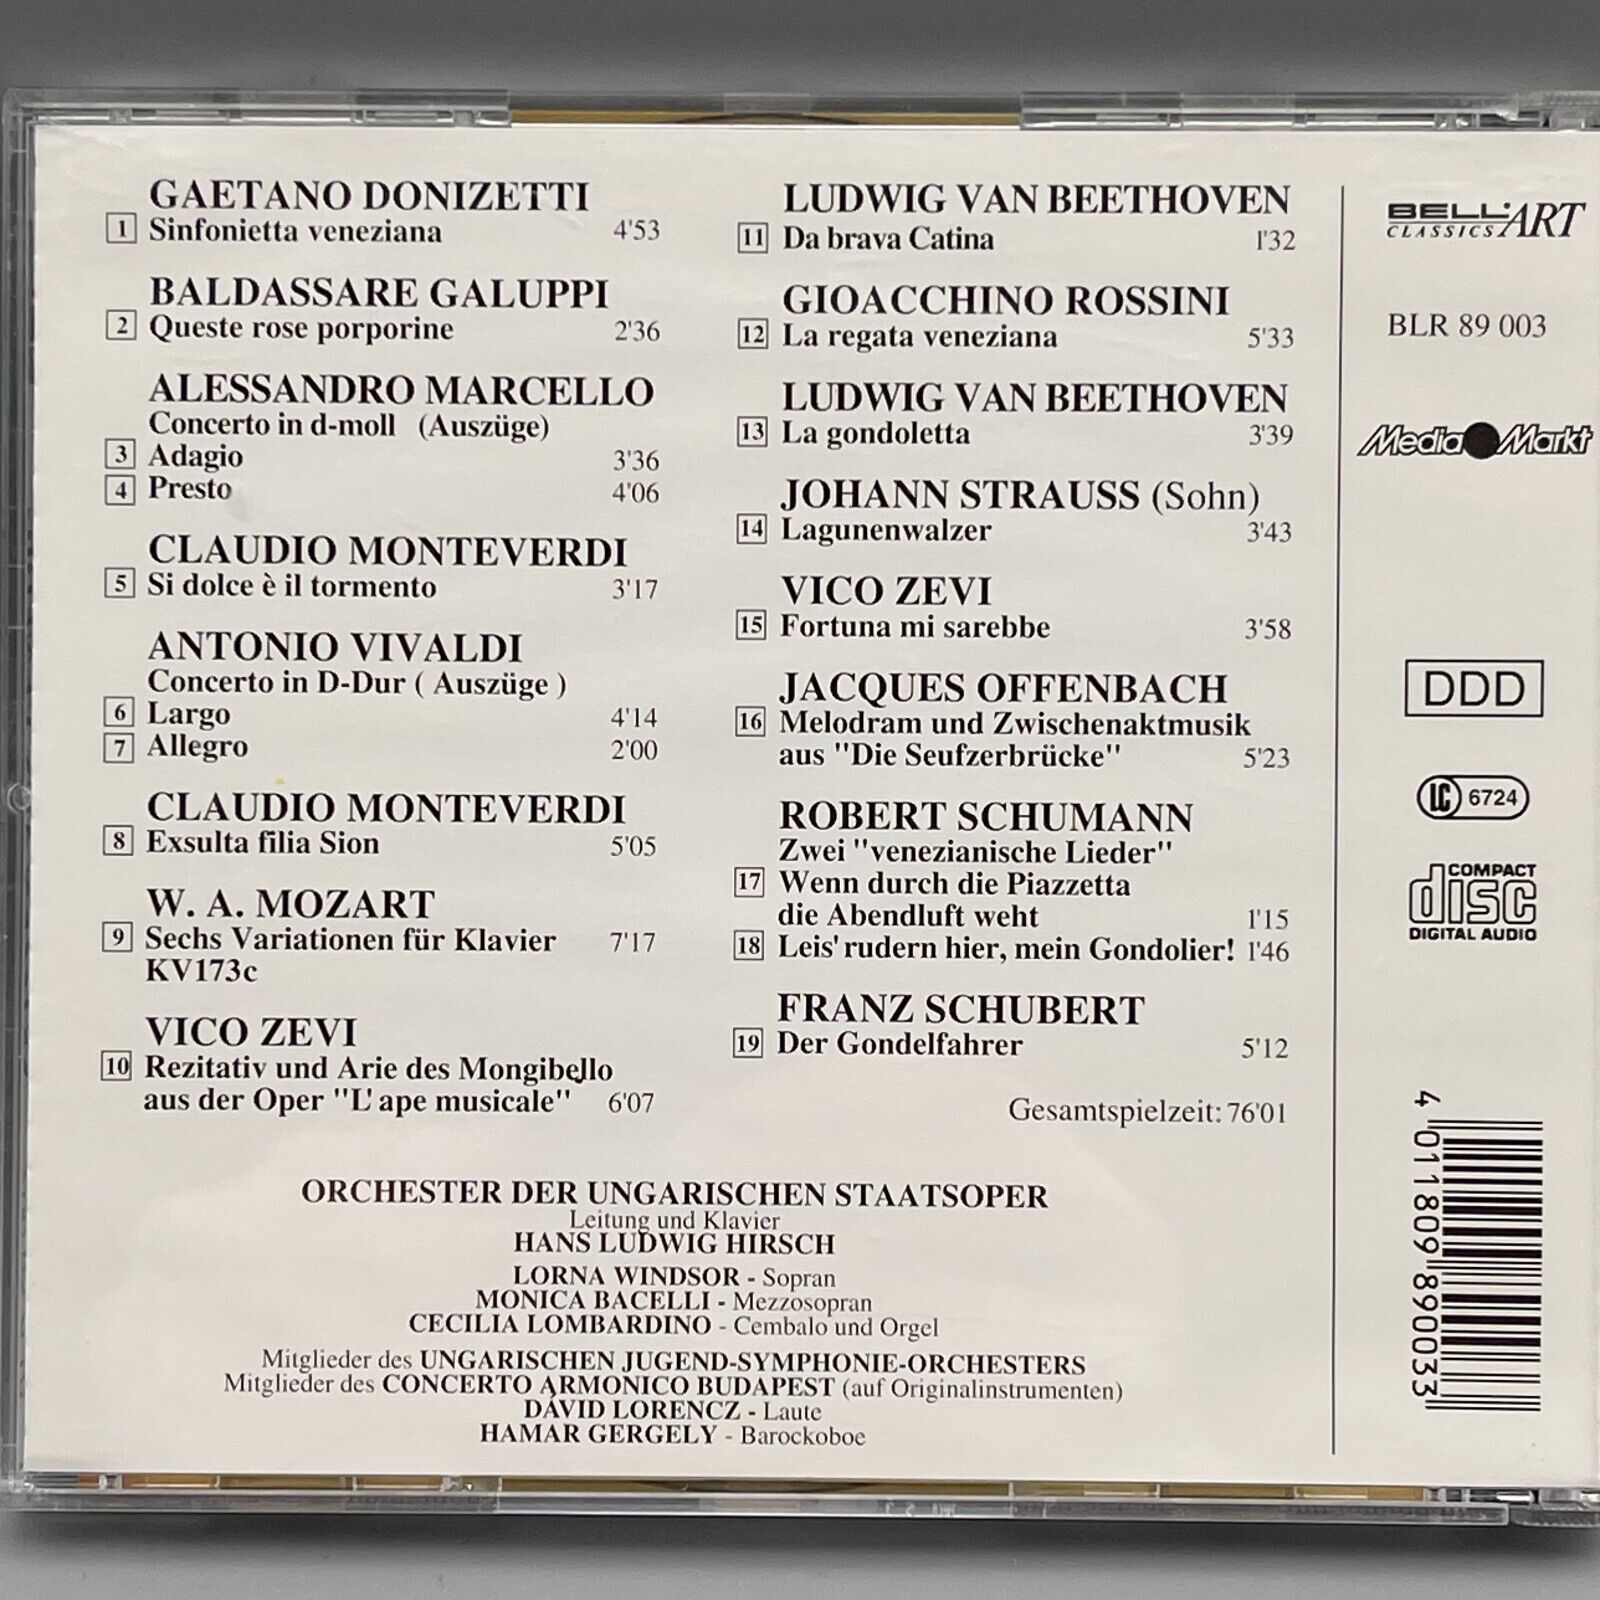 GAETANO DONIZETTI
1 Sinfonietta veneziana 4'53
BALDASSARE GALUPPI
2 Queste rose porporine 2'36
ALESSANDRO MARCELLO
Concerto in d-moll (Auszüge)
3 Adagio 3'36
4 Presto 4'06
CLAUDIO MONTEVERDI
5 Si dolce è il tormento 3'17
ANTONIO VIVALDI
Concerto in D-Dur ( Auszüge )
6 Largo 4'14
7 Allegro 2'00
CLAUDIO MONTEVERDI
8 Exsulta filia Sion 5'05
W. A. MOZART
9 Sechs Variationen für Klavier 7'17
KV173c
VICO ZEVI
10 Rezitativ und Arie des Mongibello
aus der Oper "L' ape musicale" 6'07
LUDWIG VAN BEETHOVEN
11 Da brava Catina 1'32
GIOACCHINO ROSSINI
12 La regata veneziana 5'33
LUDWIG VAN BEETHOVEN
13 La gondoletta 3'39
JOHANN STRAUSS (Sohn)
14 Lagunenwalzer 3'43
VICO ZEVI
15 Fortuna mi sarebbe 3'58
JACQUES OFFENBACH
16 Melodram und Zwischenaktmusik
aus "Die Seufzerbrücke" 5'23
ROBERT SCHUMANN
Zwei "venezianische Lieder"
17 Wenn durch die Piazzetta
die Abendluft weht 1'15
18 Leis' rudern hier, mein Gondolier! 1'46
FRANZ SCHUBERT
19 Der Gondelfahrer 5'12
Gesamtspielzeit: 76'01
ORCHESTER DER UNGARISCHEN STAATSOPER
Leitung und Klavier
HANS LUDWIG HIRSCH
LORNA WINDSOR - Sopran
MONICA BACELLI - Mezzosopran
CECILIA LOMBARDINO - Cembalo und Orgel
Mitglieder des UNGARISCHEN JUGEND-SYMPHONIE-ORCHESTERS
Mitglieder des CONCERTO ARMONICO BUDAPEST (auf Originalinstrumenten)
DÁVID LORENCZ - Laute
HAMAR GERGELY - Barockoboe
BELL'ART
CLASSICS
BLR 89 003
Media Markt
DDD
LC 6724
COMPACT
disc
DIGITAL AUDIO
4 011809 890033